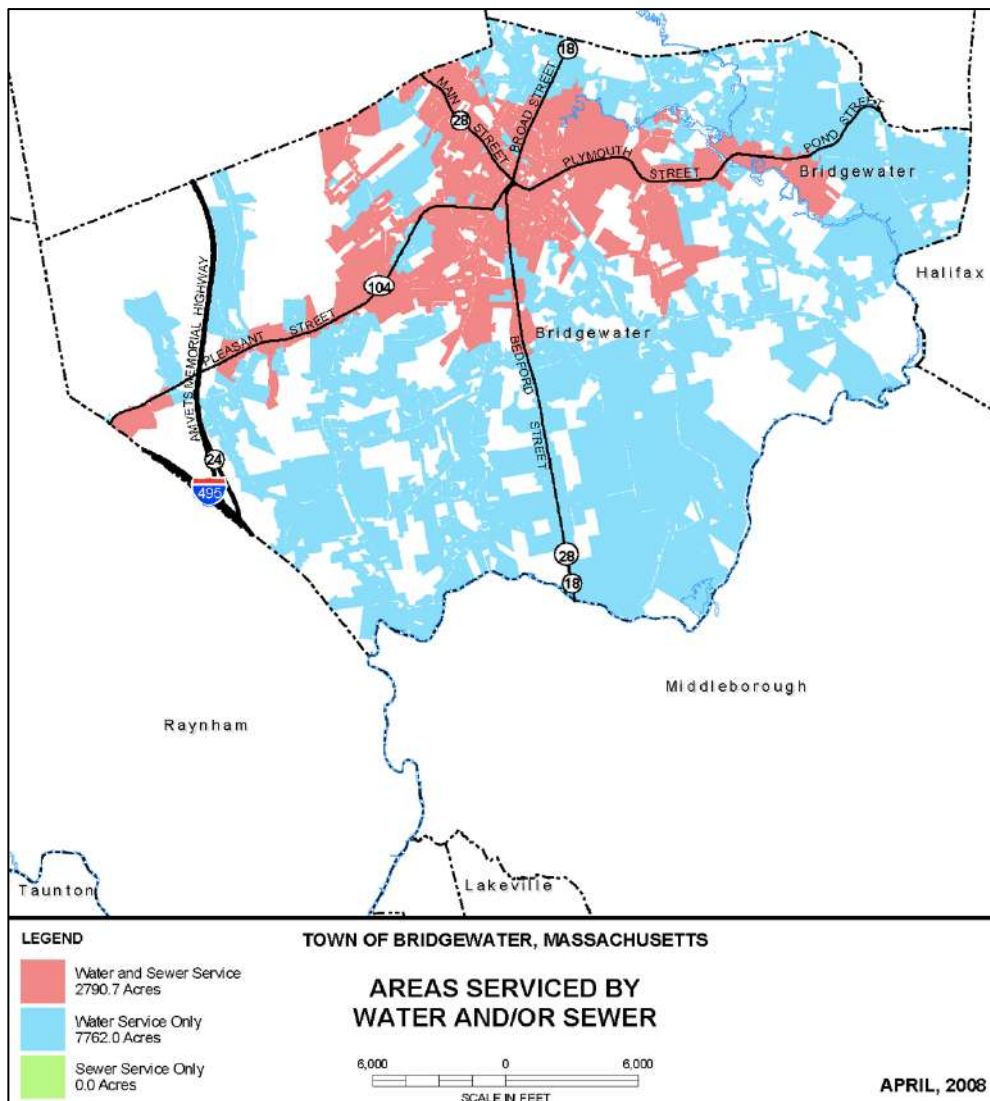 18
MAIN
28
STREET
BROAD STREET
PLYMOUTH
STREET
POND STREET
Bridgewater
Halifax
AMVETS MEMORIAL HIGHWAY
104
PLEASANT
STREET
Bridgewater
BEDFORD
STREET
24
495
28
18
Middleborough
Raynham
Taunton
Lakeville
LEGEND
Water and Sewer Service
2790.7 Acres
Water Service Only
7762.0 Acres
Sewer Service Only
0.0 Acres
TOWN OF BRIDGEWATER, MASSACHUSETTS
AREAS SERVICED BY
WATER AND/OR SEWER
6,000 0 6,000
SCALE IN FEET
APRIL, 2008